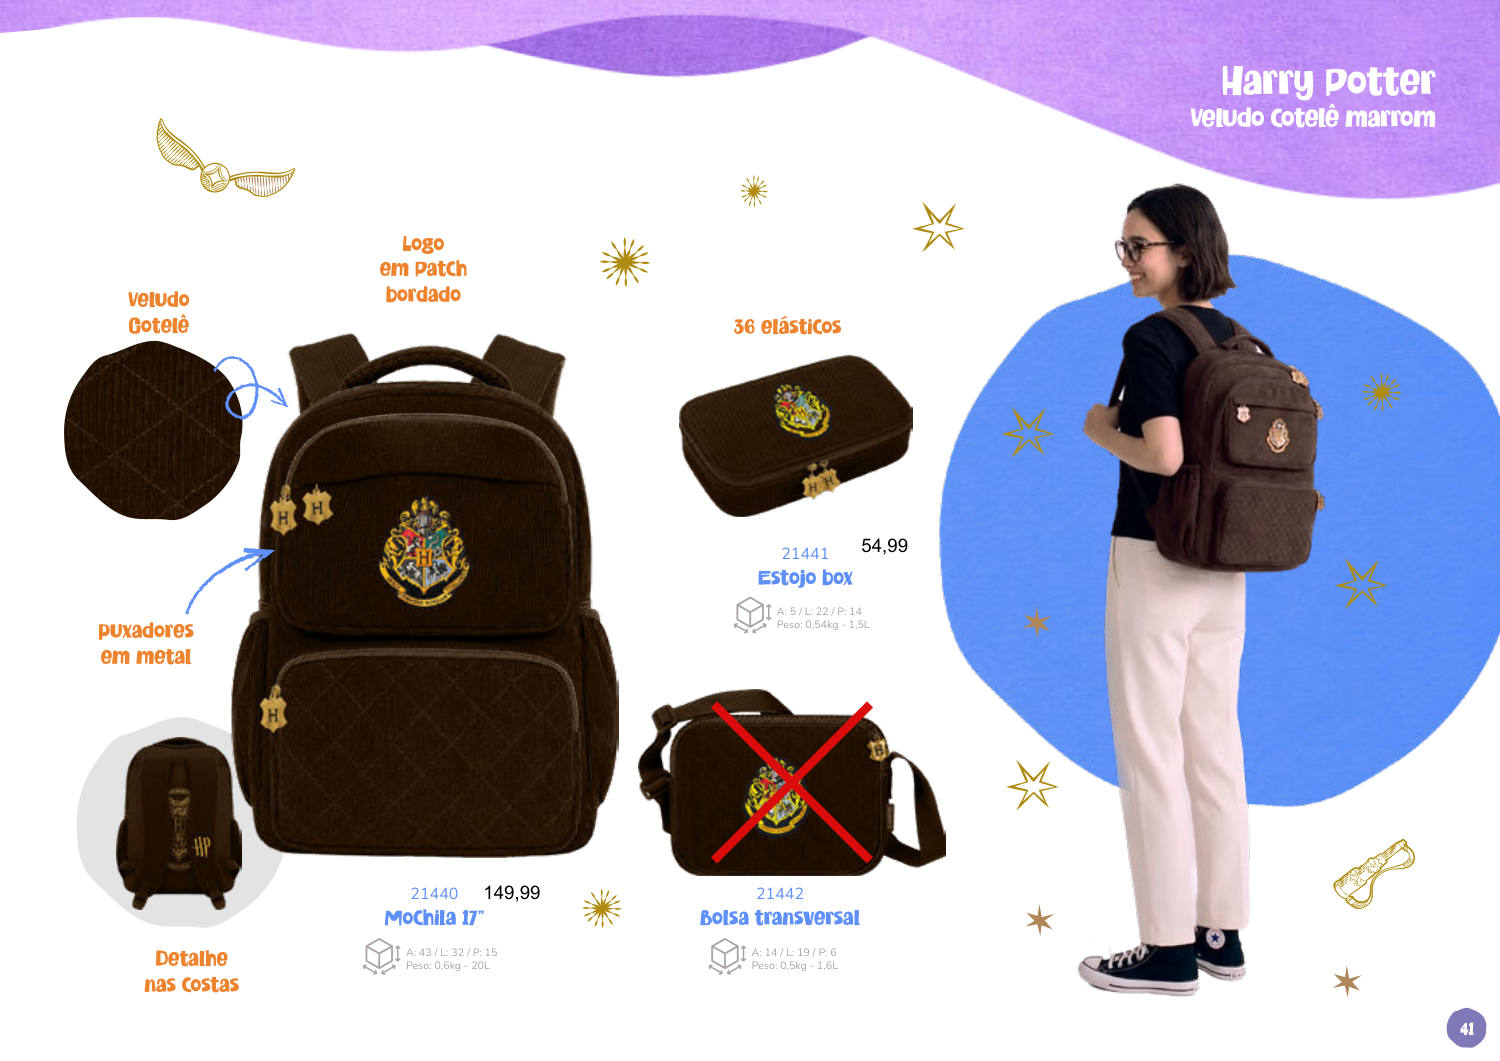 Harry Potter
Veludo Cotelê marrom
Logo
em Patch
bordado
Veludo
Cotelê
36 elásticos
H
H
H
H
H
H
H
21441
54,99
Estojo box
A: 5 / L: 22 / P: 14
Peso: 0,54kg - 1,5L
Puxadores
em metal
H
H
HP
21440
149,99
Mochila 17"
A: 43 / L: 32 / P: 15
Peso: 0,6kg - 20L
21442
Bolsa transversal
A: 14 / L: 19 / P: 6
Peso: 0,5kg - 1,6L
Detalhe
nas Costas
41